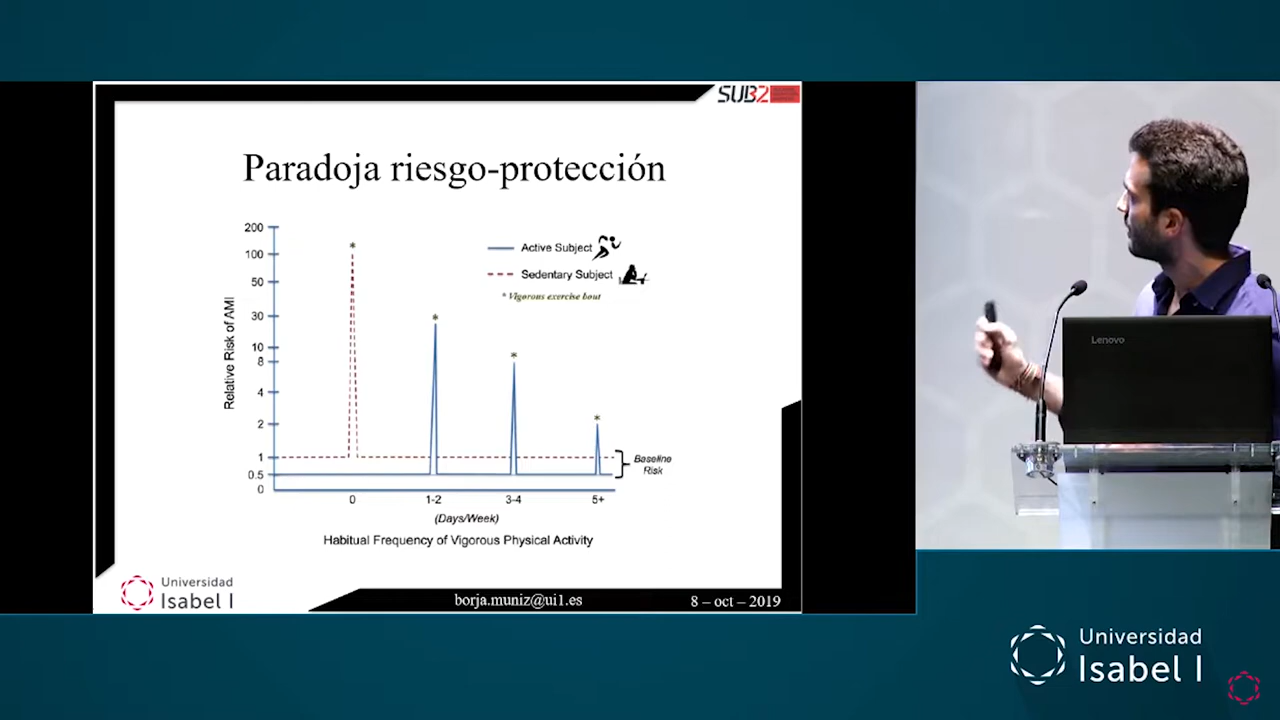 SUB2
Paradoja riesgo-protección
200
100
50
30
10
8
4
2
1
0.5
0
Relative Risk of AMI
Active Subject
Sedentary Subject
* Vigorous exercise bout
*
*
*
*
Baseline
Risk
0
1-2
3-4
5+
(Days/Week)
Habitual Frequency of Vigorous Physical Activity
Universidad
Isabel I
borja.muniz@ui1.es
8 – oct – 2019
Lenovo
Universidad
Isabel I